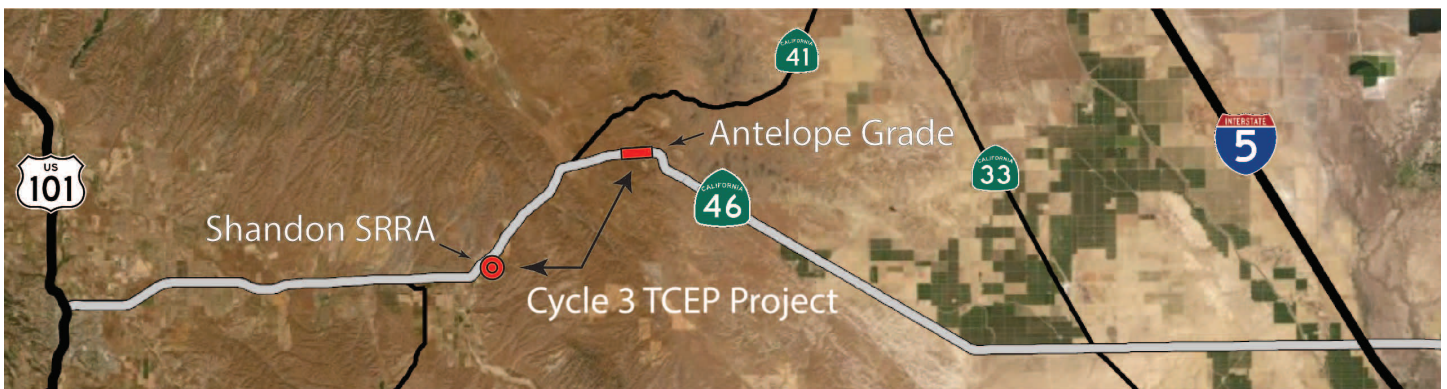 CALIFORNIA
41
Antelope Grade
INTERSTATE
5
US
101
CALIFORNIA
33
CALIFORNIA
46
Shandon SRRA
Cycle 3 TCEP Project